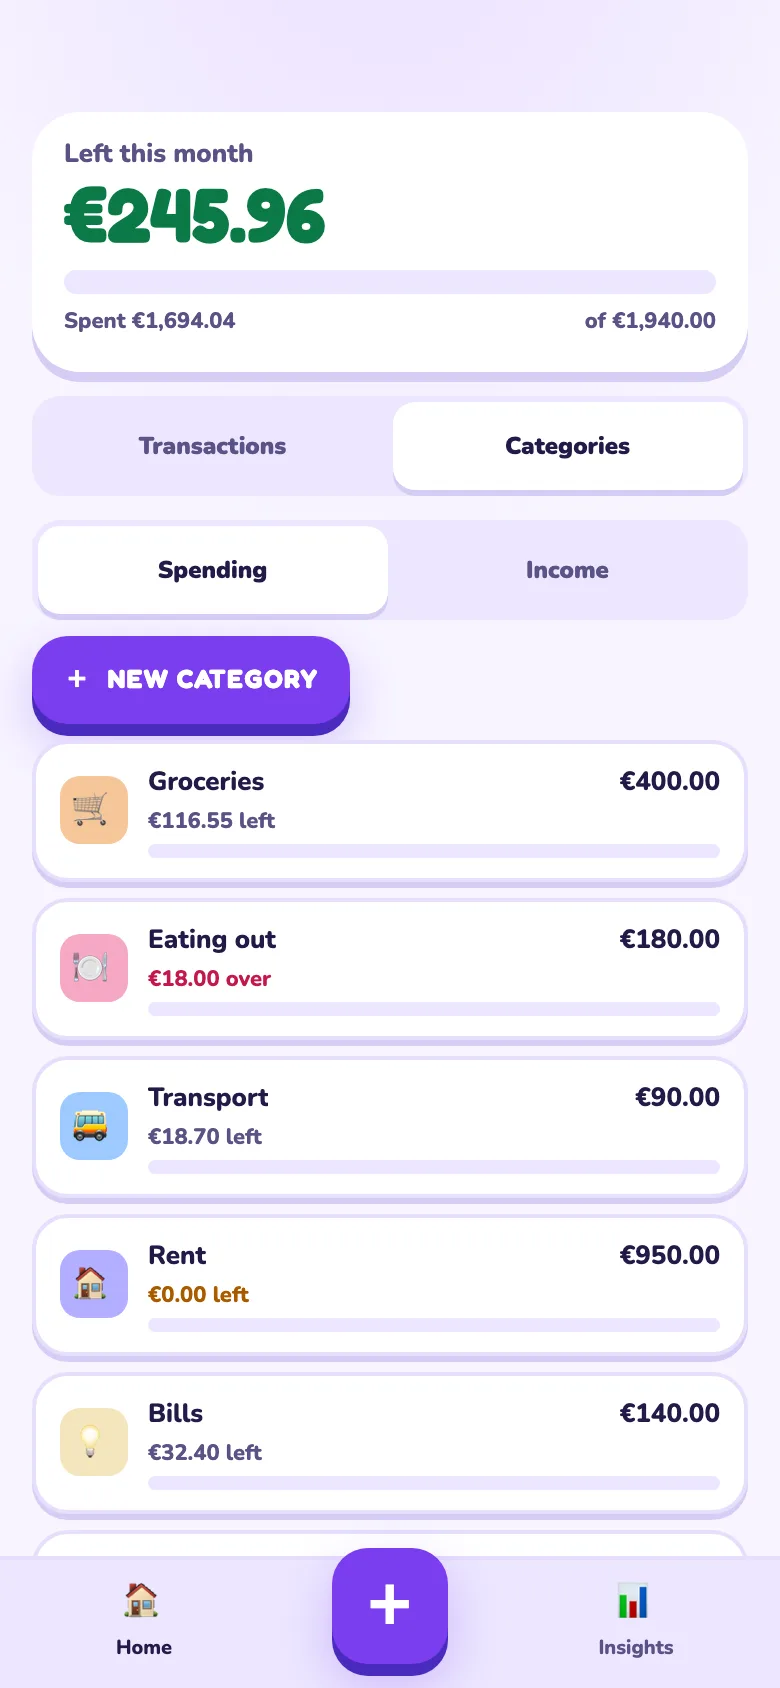 Left this month
€245.96
Spent €1,694.04 of €1,940.00
Transactions Categories
Spending Income
+ NEW CATEGORY
Groceries €400.00
€116.55 left
Eating out €180.00
€18.00 over
Transport €90.00
€18.70 left
Rent €950.00
€0.00 left
Bills €140.00
€32.40 left
+
Home Insights